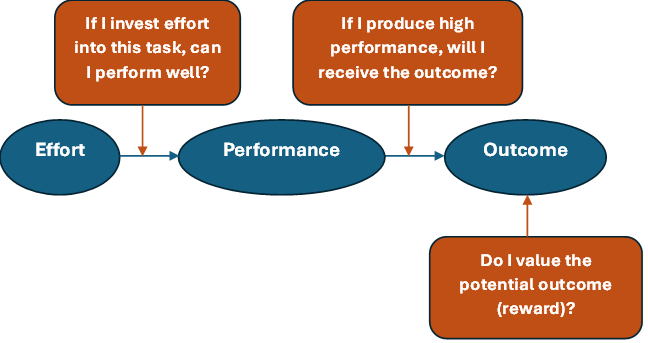 If I invest effort
into this task, can
I perform well?
If I produce high
performance, will I
receive the outcome?
Effort
Performance
Outcome
Do I value the
potential outcome
(reward)?